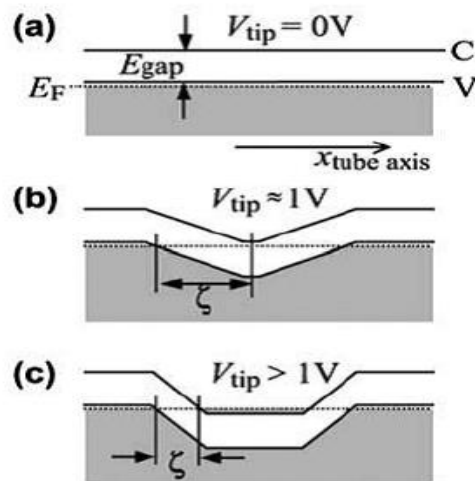 (a) V_tip = 0V
C
E_gap
E_F V
x_tube axis
(b) V_tip ≈ 1V
ζ
(c) V_tip > 1V
ζ